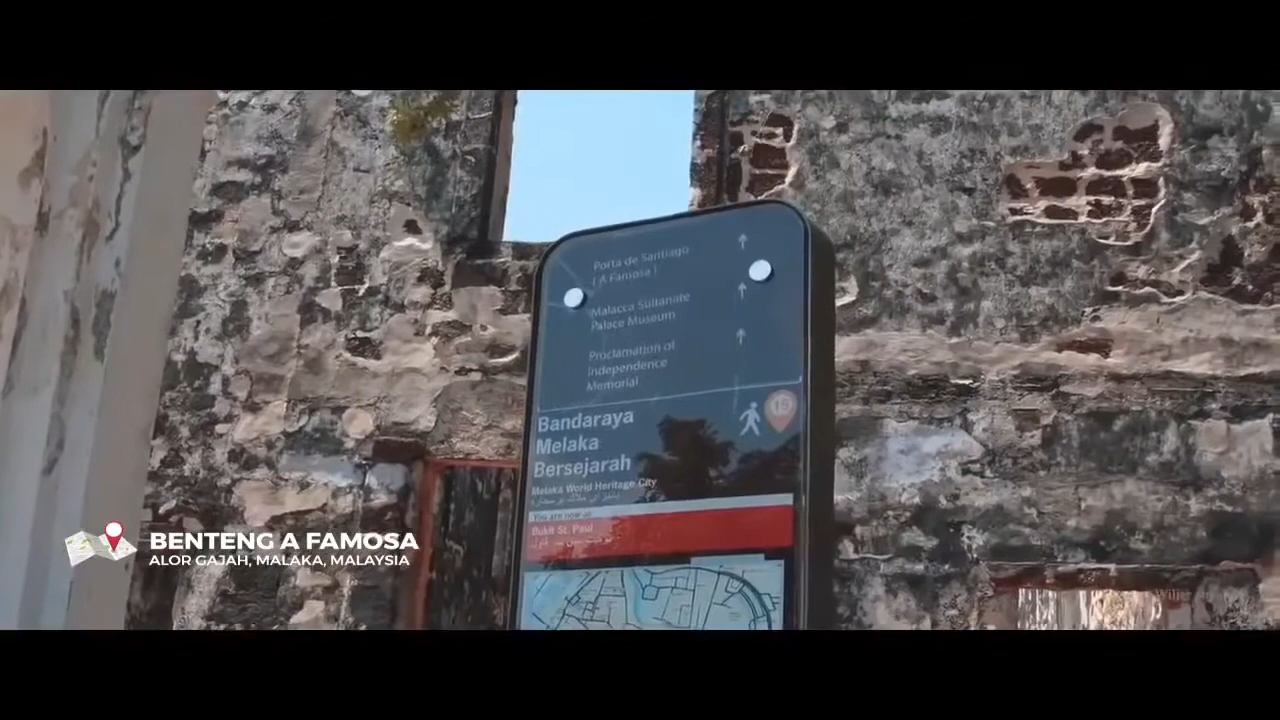 Porta de Santiago
( A Famosa )
Malacca Sultanate
Palace Museum
Proclamation of
Independence
Memorial
Bandaraya
Melaka
Bersejarah
Melaka World Heritage City
You are now at
Bukit St. Paul
BENTENG A FAMOSA
ALOR GAJAH, MALAKA, MALAYSIA